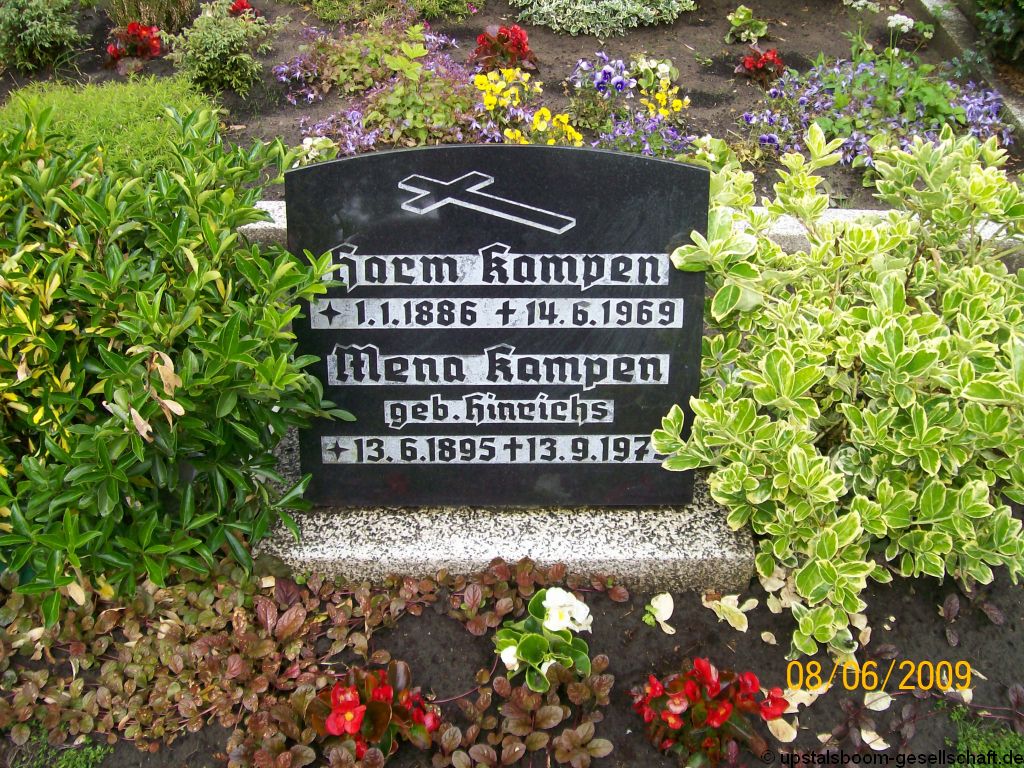 Harm Kampen
1.1.1886 ✝ 14.6.1969
Mena Kampen
geb. Hinrichs
13.6.1895 ✝ 13.9.197
08/06/2009
© upstalsboom-gesellschaft.de